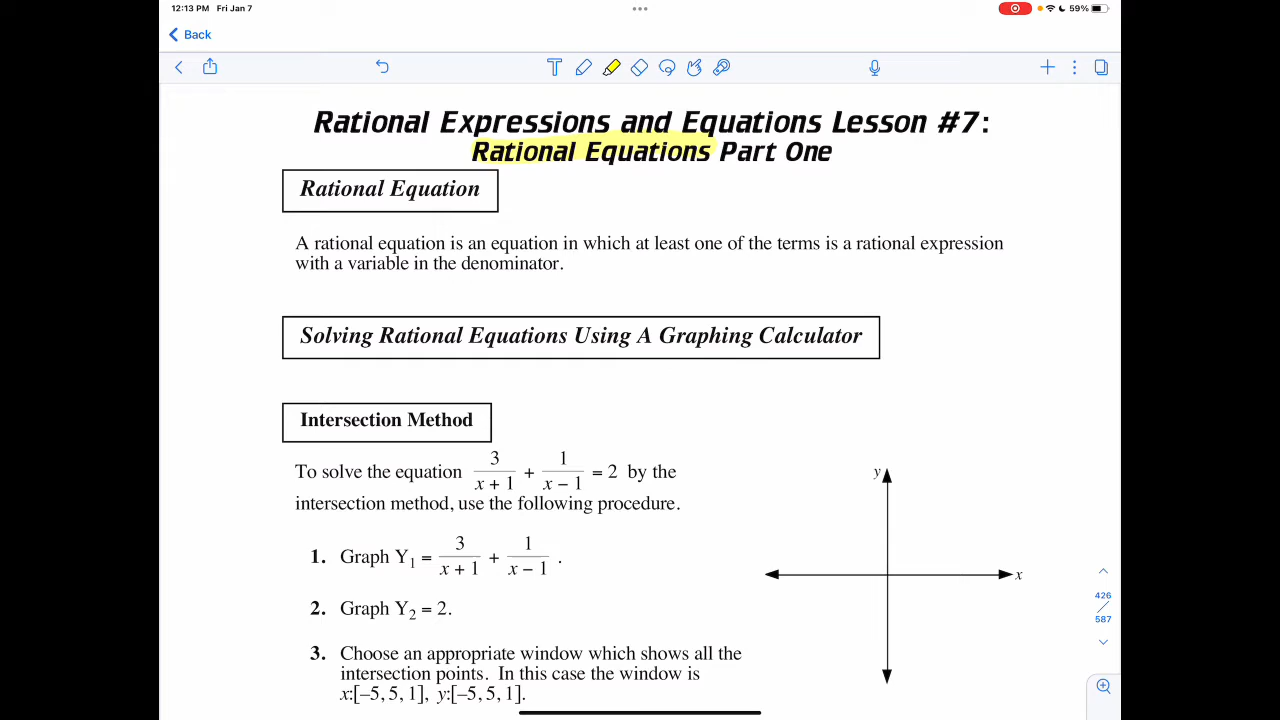 12:13 PM Fri Jan 7
59%
Back
Rational Expressions and Equations Lesson #7:
Rational Equations Part One
Rational Equation
A rational equation is an equation in which at least one of the terms is a rational expression
with a variable in the denominator.
Solving Rational Equations Using A Graphing Calculator
Intersection Method
To solve the equation 3/(x + 1) + 1/(x − 1) = 2 by the
intersection method, use the following procedure.
1. Graph Y₁ = 3/(x + 1) + 1/(x − 1) .
2. Graph Y₂ = 2.
3. Choose an appropriate window which shows all the
intersection points. In this case the window is
x:[–5, 5, 1], y:[–5, 5, 1].
y
x
426
587